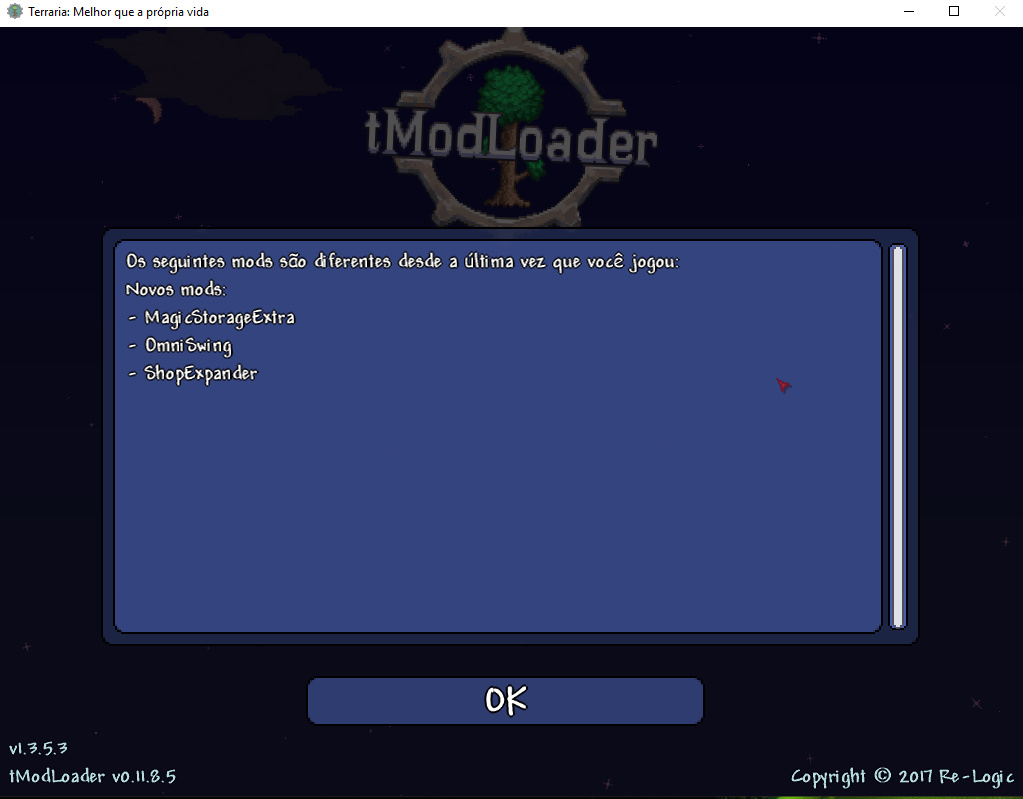 Terraria: Melhor que a própria vida
tModLoader
Os seguintes mods são diferentes desde a última vez que você jogou:
Novos mods:
- MagicStorageExtra
- OmniSwing
- ShopExpander
OK
v1.3.5.3
tModLoader v0.11.8.5
Copyright © 2017 Re-Logic